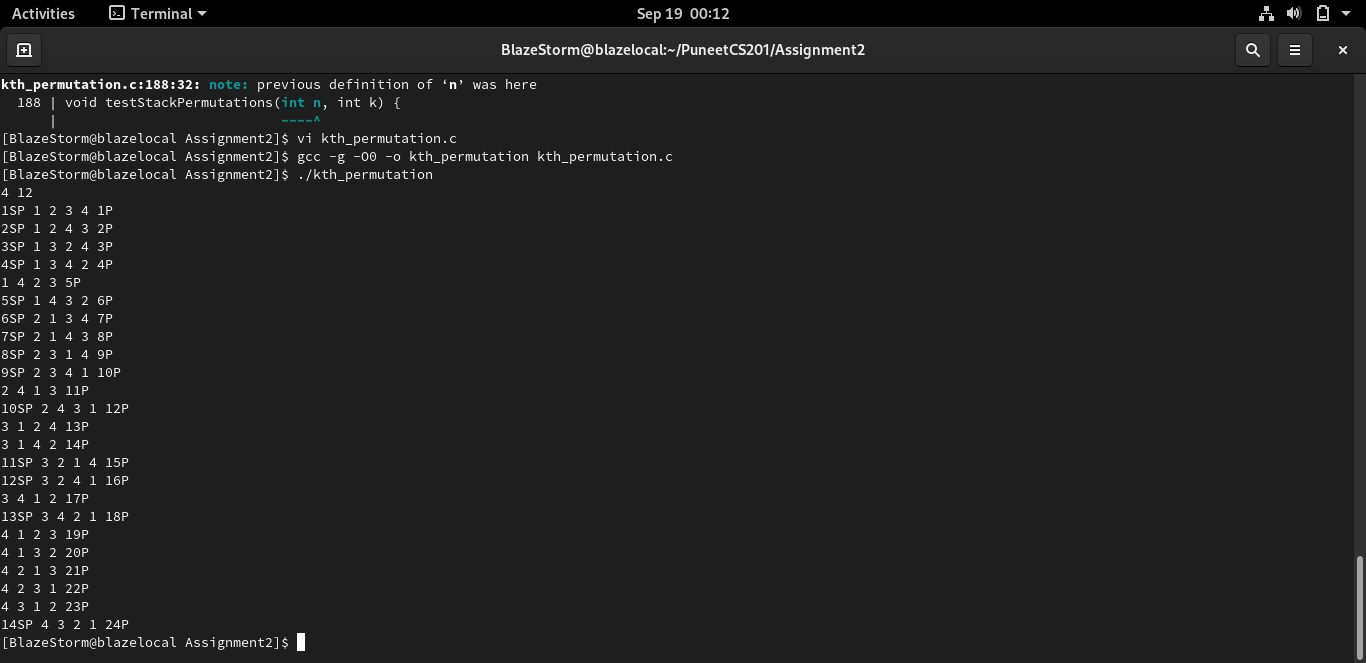 Activities Terminal Sep 19 00:12
BlazeStorm@blazelocal:~/PuneetCS201/Assignment2
kth_permutation.c:188:32: note: previous definition of ‘n’ was here
  188 | void testStackPermutations(int n, int k) {
      |                            ~~~~^
[BlazeStorm@blazelocal Assignment2]$ vi kth_permutation.c
[BlazeStorm@blazelocal Assignment2]$ gcc -g -O0 -o kth_permutation kth_permutation.c
[BlazeStorm@blazelocal Assignment2]$ ./kth_permutation
4 12
1SP 1 2 3 4 1P
2SP 1 2 4 3 2P
3SP 1 3 2 4 3P
4SP 1 3 4 2 4P
1 4 2 3 5P
5SP 1 4 3 2 6P
6SP 2 1 3 4 7P
7SP 2 1 4 3 8P
8SP 2 3 1 4 9P
9SP 2 3 4 1 10P
2 4 1 3 11P
10SP 2 4 3 1 12P
3 1 2 4 13P
3 1 4 2 14P
11SP 3 2 1 4 15P
12SP 3 2 4 1 16P
3 4 1 2 17P
13SP 3 4 2 1 18P
4 1 2 3 19P
4 1 3 2 20P
4 2 1 3 21P
4 2 3 1 22P
4 3 1 2 23P
14SP 4 3 2 1 24P
[BlazeStorm@blazelocal Assignment2]$